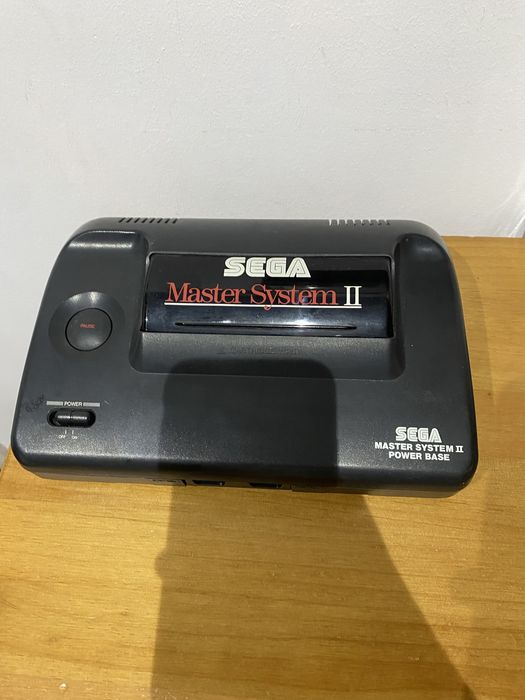 SEGA
Master System II
PAUSE
POWER
OFF ON
SEGA
MASTER SYSTEM II
POWER BASE